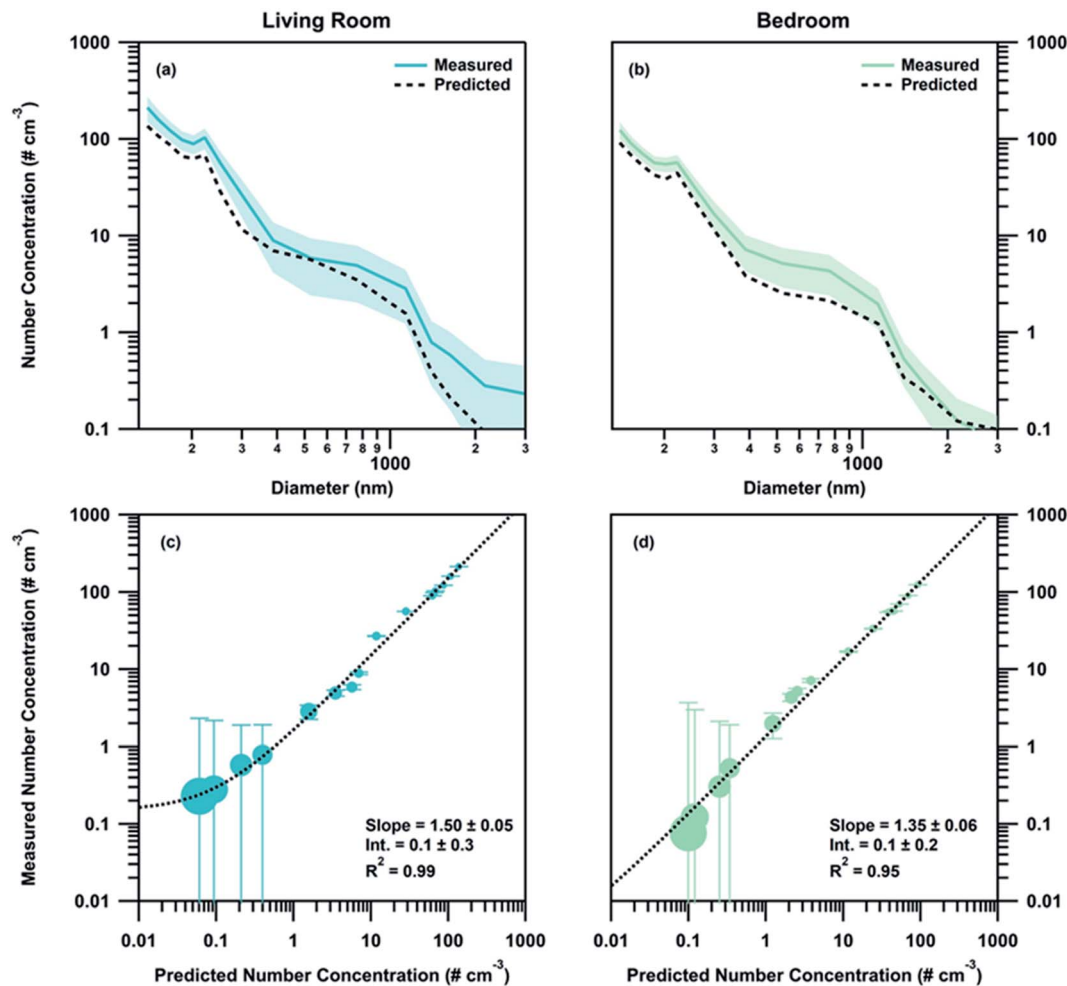 Living Room
Bedroom
1000
100
10
1
0.1
Number Concentration (# cm⁻³)
(a)
Measured
Predicted
2 3 4 5 6 7 8 9 1000 2 3
Diameter (nm)
(b)
Measured
Predicted
1000
100
10
1
0.1
2 3 4 5 6 7 8 9 1000 2 3
Diameter (nm)
1000
100
10
1
0.1
0.01
Measured Number Concentration (# cm⁻³)
(c)
Slope = 1.50 ± 0.05
Int. = 0.1 ± 0.3
R² = 0.99
0.01 0.1 1 10 100 1000
Predicted Number Concentration (# cm⁻³)
(d)
Slope = 1.35 ± 0.06
Int. = 0.1 ± 0.2
R² = 0.95
1000
100
10
1
0.1
0.01
0.01 0.1 1 10 100 1000
Predicted Number Concentration (# cm⁻³)